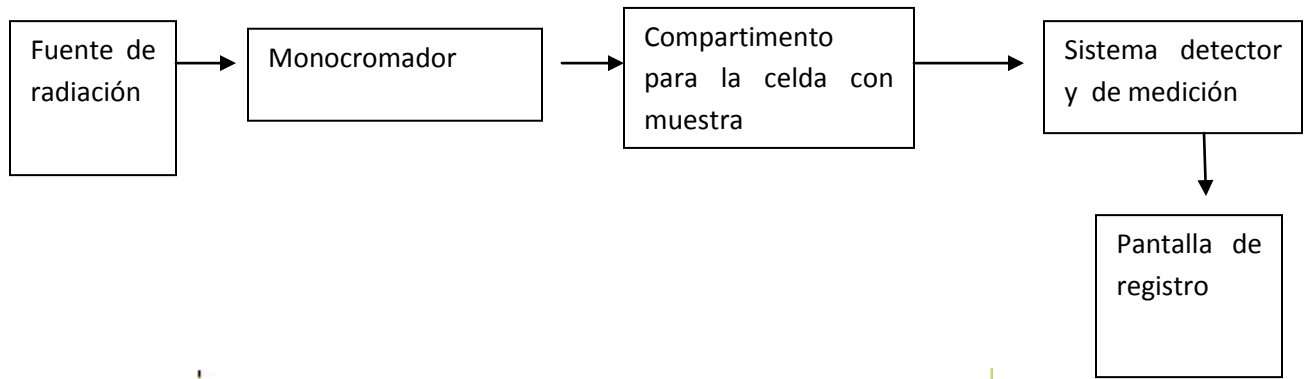 Fuente de
radiación
Monocromador
Compartimento
para la celda con
muestra
Sistema detector
y de medición
Pantalla de
registro